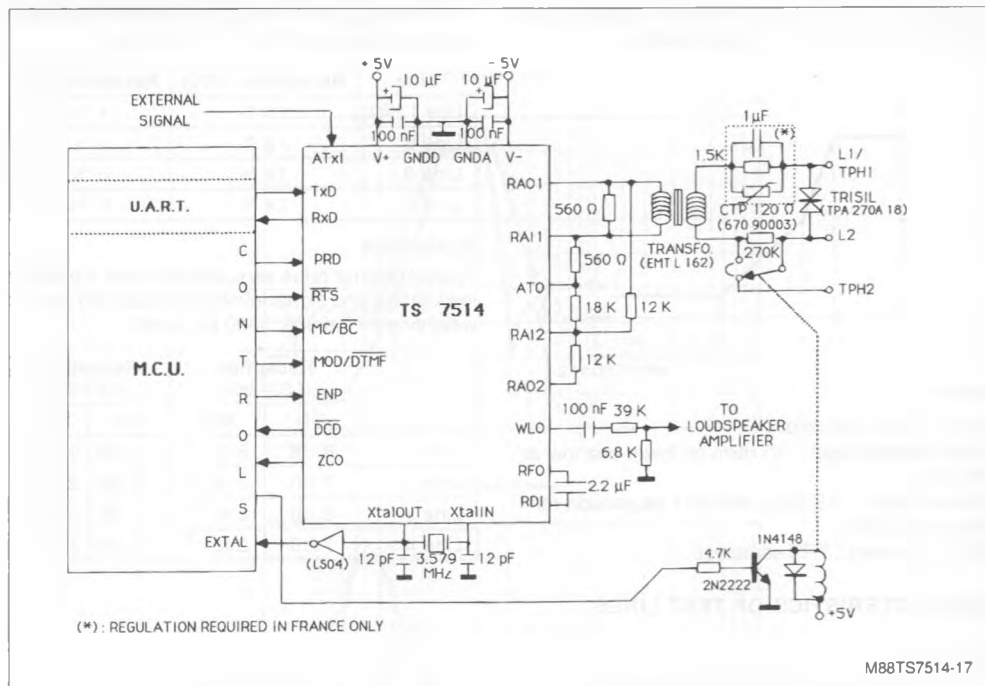 +5V
-5V
10 µF
10 µF
EXTERNAL
SIGNAL
100 nF
100 nF
ATxI
V+
GNDD
GNDA
V-
1µF
(*)
1.5K
L1/
TPH1
TRISIL
(TPA 270A 18)
CTP 120 Ω
(670 90003)
L2
270K
TPH2
TRANSFO.
(EMT L 162)
U.A.R.T.
TxD
RxD
M.C.U.
C
O
N
T
R
O
L
S
PRD
RTS
MC/BC
MOD/DTMF
ENP
DCD
ZCO
TS 7514
RAO1
560 Ω
RAI1
560 Ω
ATO
18 K
12 K
RAI2
12 K
RAO2
WLO
100 nF
39 K
TO
LOUDSPEAKER
AMPLIFIER
6.8 K
RFO
2.2 µF
RDI
XtalOUT
XtalIN
EXTAL
(LS04)
12 pF
3.579
MHz
12 pF
4.7K
2N2222
1N4148
+5V
(*) : REGULATION REQUIRED IN FRANCE ONLY
M88TS7514-17